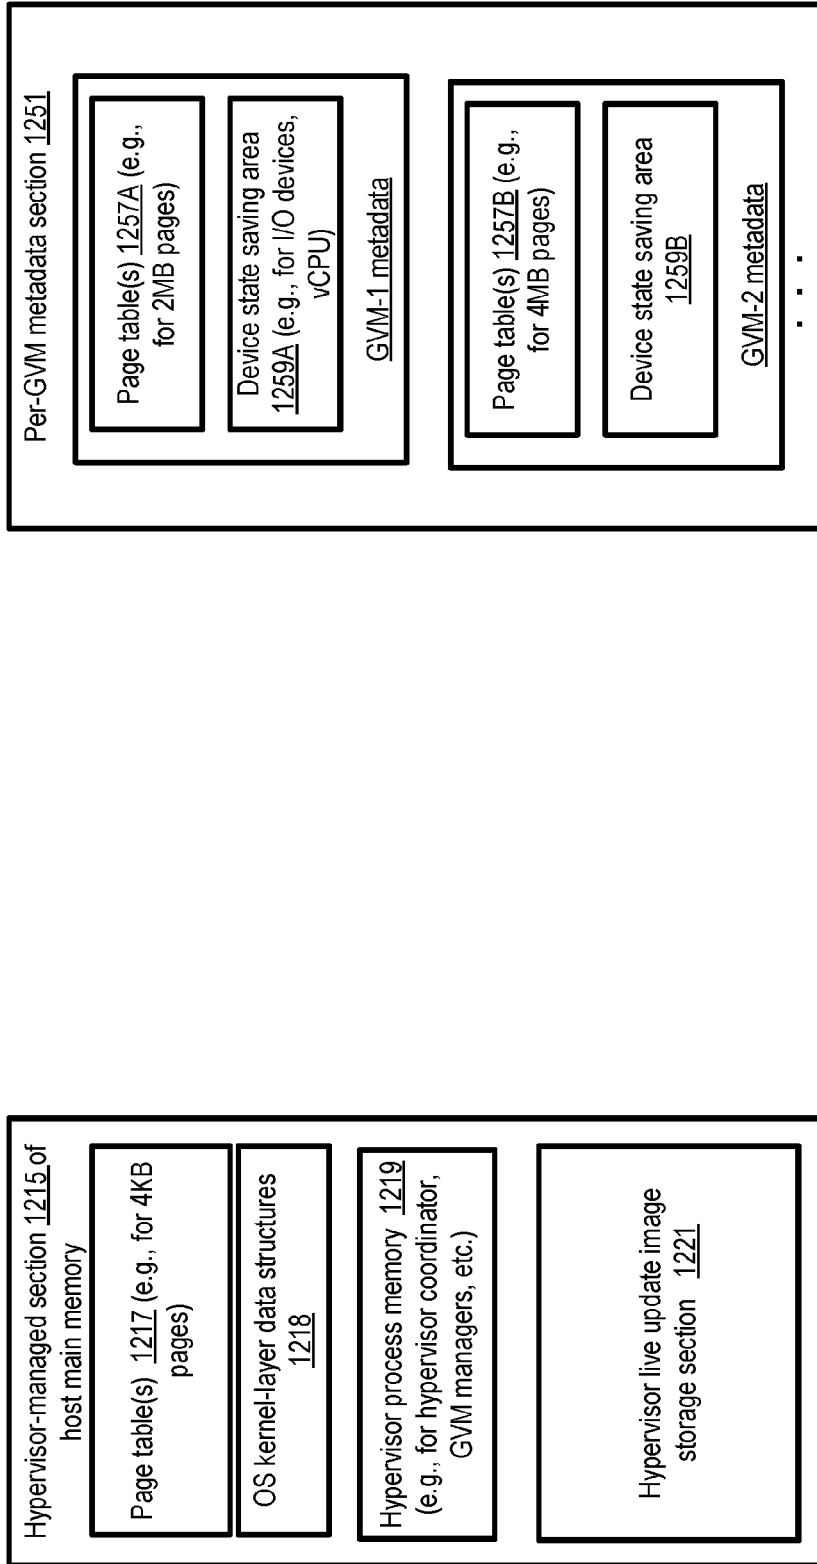 Hypervisor-managed section 1215 of
host main memory
Page table(s) 1217 (e.g., for 4KB
pages)
OS kernel-layer data structures
1218
Hypervisor process memory 1219
(e.g., for hypervisor coordinator,
GVM managers, etc.)
Hypervisor live update image
storage section 1221
Per-GVM metadata section 1251
Page table(s) 1257A (e.g.,
for 2MB pages)
Device state saving area
1259A (e.g., for I/O devices,
vCPU)
GVM-1 metadata
Page table(s) 1257B (e.g.,
for 4MB pages)
Device state saving area
1259B
GVM-2 metadata
. . .